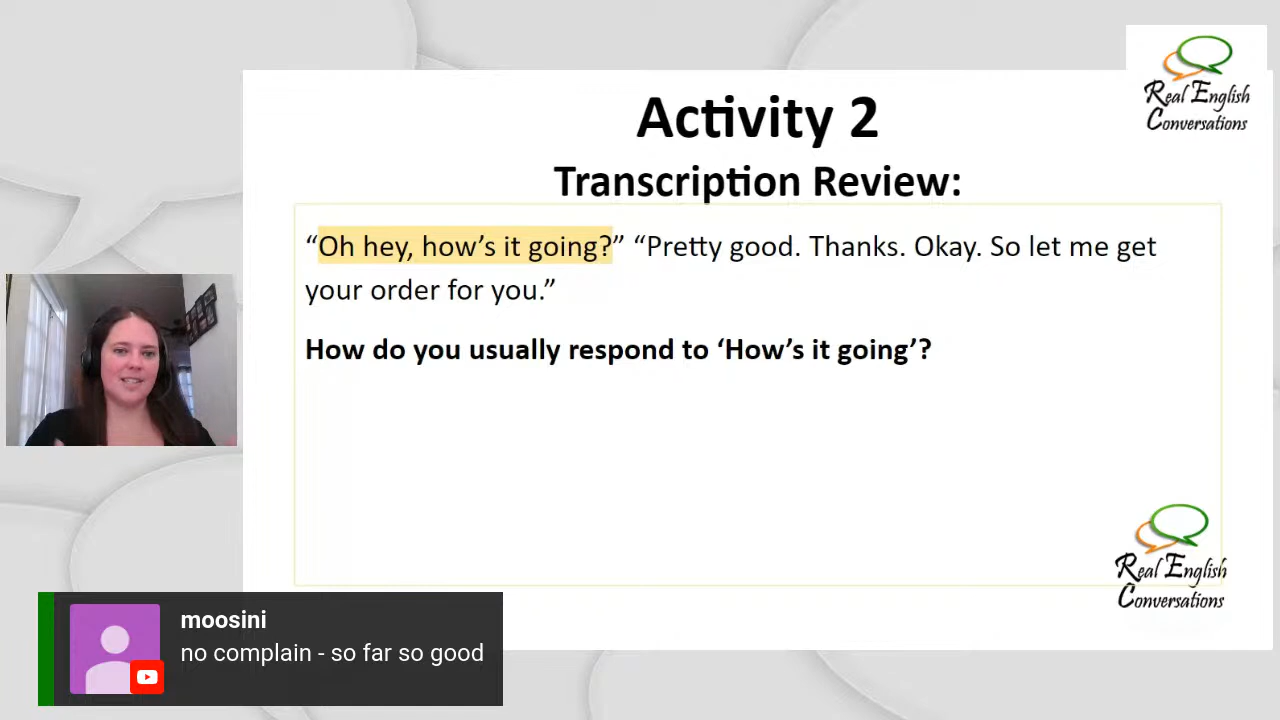 Real English
Conversations
Activity 2
Transcription Review:
“Oh hey, how’s it going?” “Pretty good. Thanks. Okay. So let me get
your order for you.”
How do you usually respond to ‘How’s it going’?
Real English
Conversations
moosini
no complain - so far so good